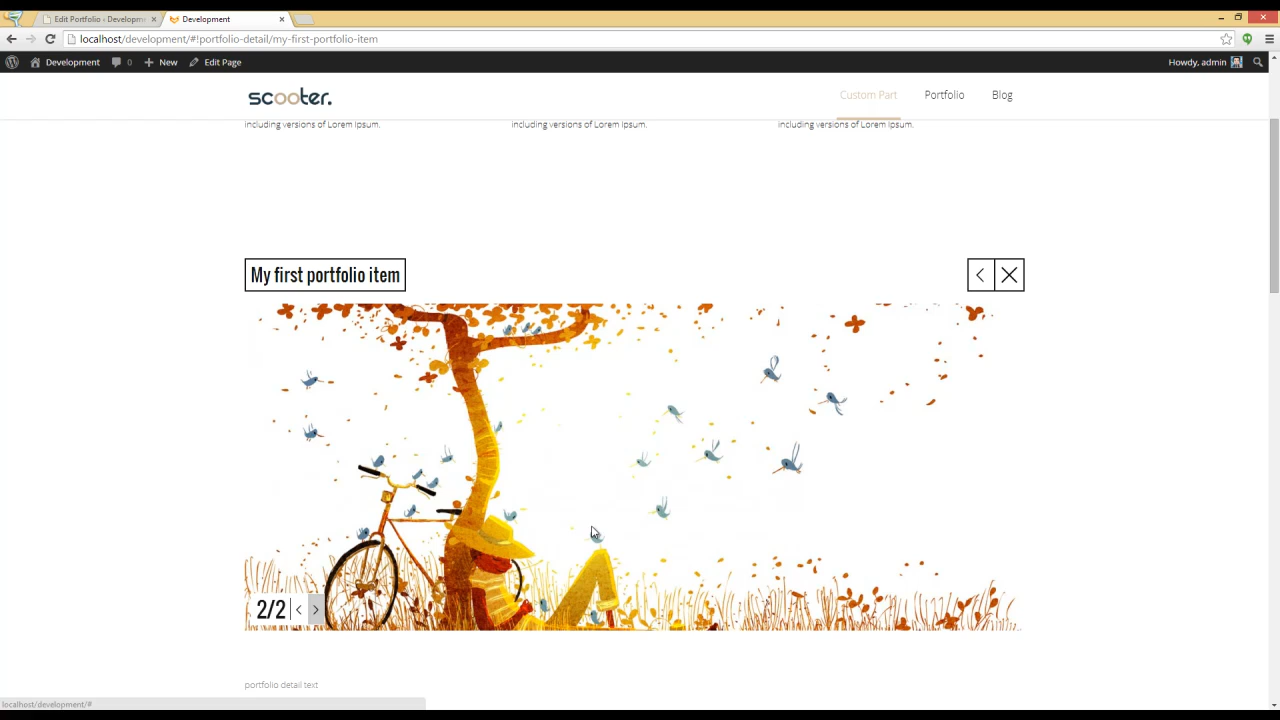 Edit Portfolio ‹ Developm
Development
localhost/development/#!portfolio-detail/my-first-portfolio-item
Development 0 New Edit Page Howdy, admin
scooter.
Custom Part Portfolio Blog
including versions of Lorem Ipsum. including versions of Lorem Ipsum. including versions of Lorem Ipsum.
My first portfolio item
2/2
portfolio detail text
localhost/development/#